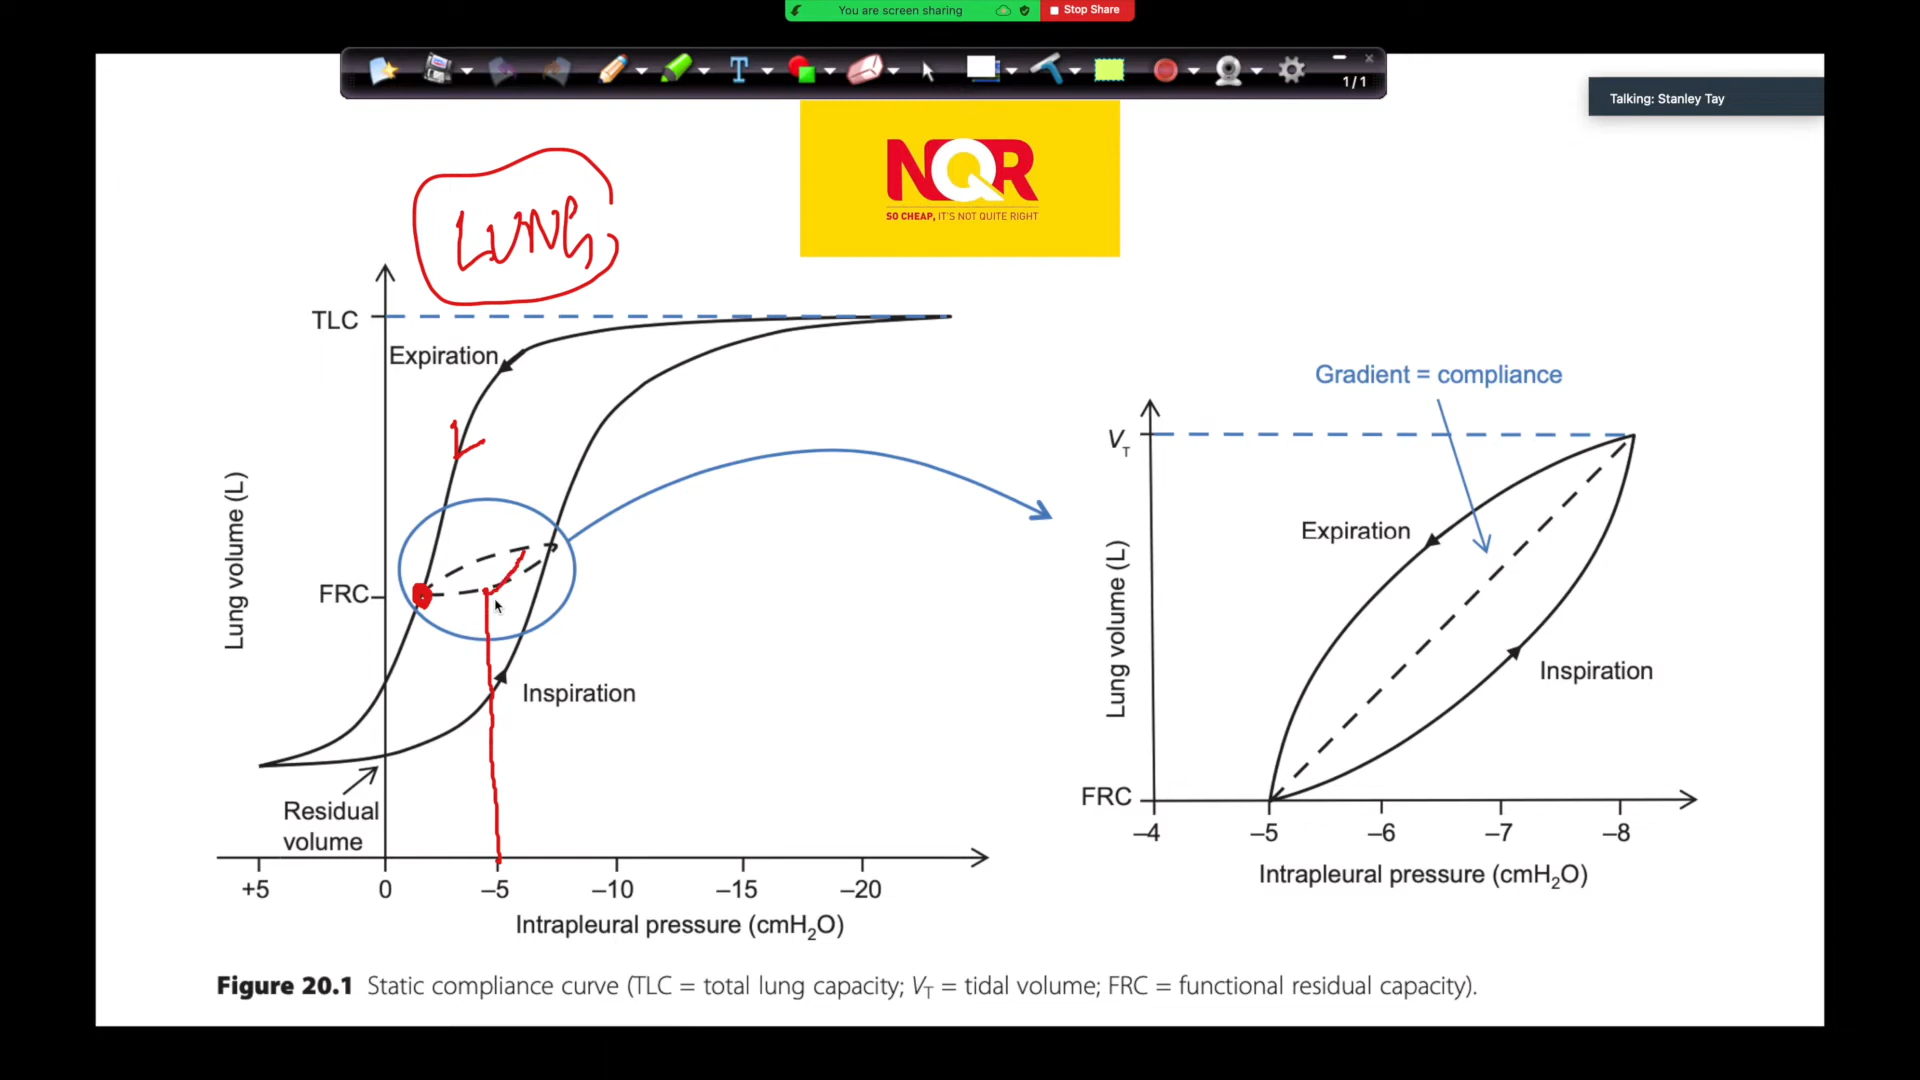 You are screen sharing
Stop Share
T
1/1
Talking: Stanley Tay
NQR
SO CHEAP, IT'S NOT QUITE RIGHT
LUNG
TLC
Expiration
Lung volume (L)
FRC
Inspiration
Residual
volume
+5 0 –5 –10 –15 –20
Intrapleural pressure (cmH2O)
Gradient = compliance
VT
Expiration
Lung volume (L)
Inspiration
FRC
–4 –5 –6 –7 –8
Intrapleural pressure (cmH2O)
Figure 20.1 Static compliance curve (TLC = total lung capacity; VT = tidal volume; FRC = functional residual capacity).